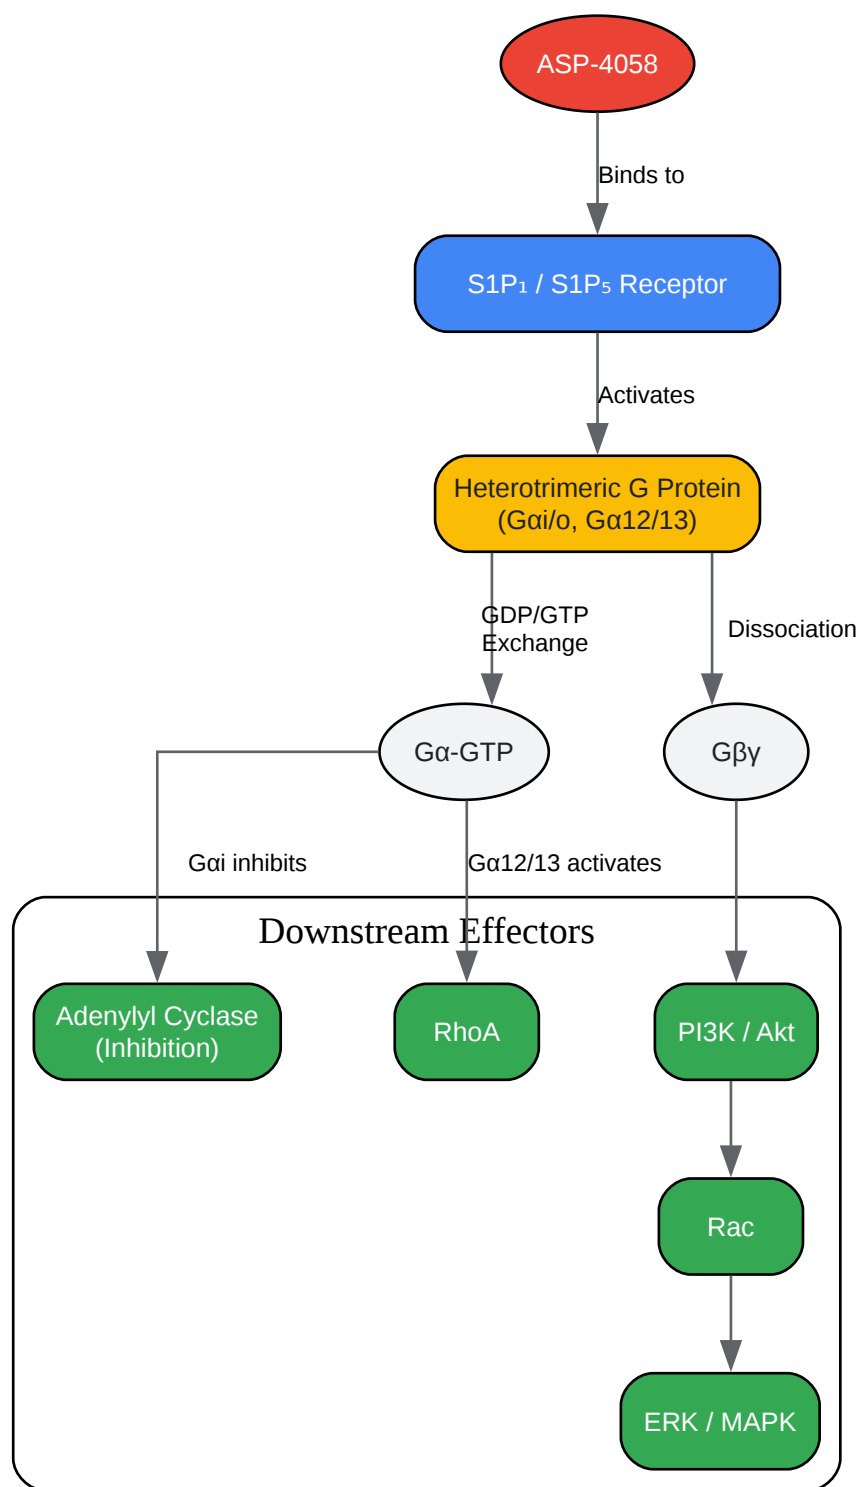 ASP-4058
Binds to
S1P₁ / S1P₅ Receptor
Activates
Heterotrimeric G Protein
(Gαi/o, Gα12/13)
GDP/GTP
Exchange
Dissociation
Gα-GTP
Gβγ
Gαi inhibits
Gα12/13 activates
Downstream Effectors
Adenylyl Cyclase
(Inhibition)
RhoA
PI3K / Akt
Rac
ERK / MAPK